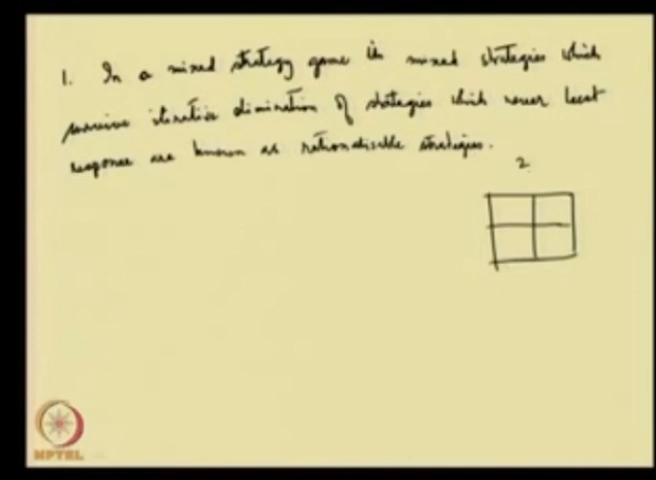 1. In a mixed strategy game the mixed strategies which
survive iterative elimination of strategies which never best
response are known as rationalisable strategies.
2
NPTEL